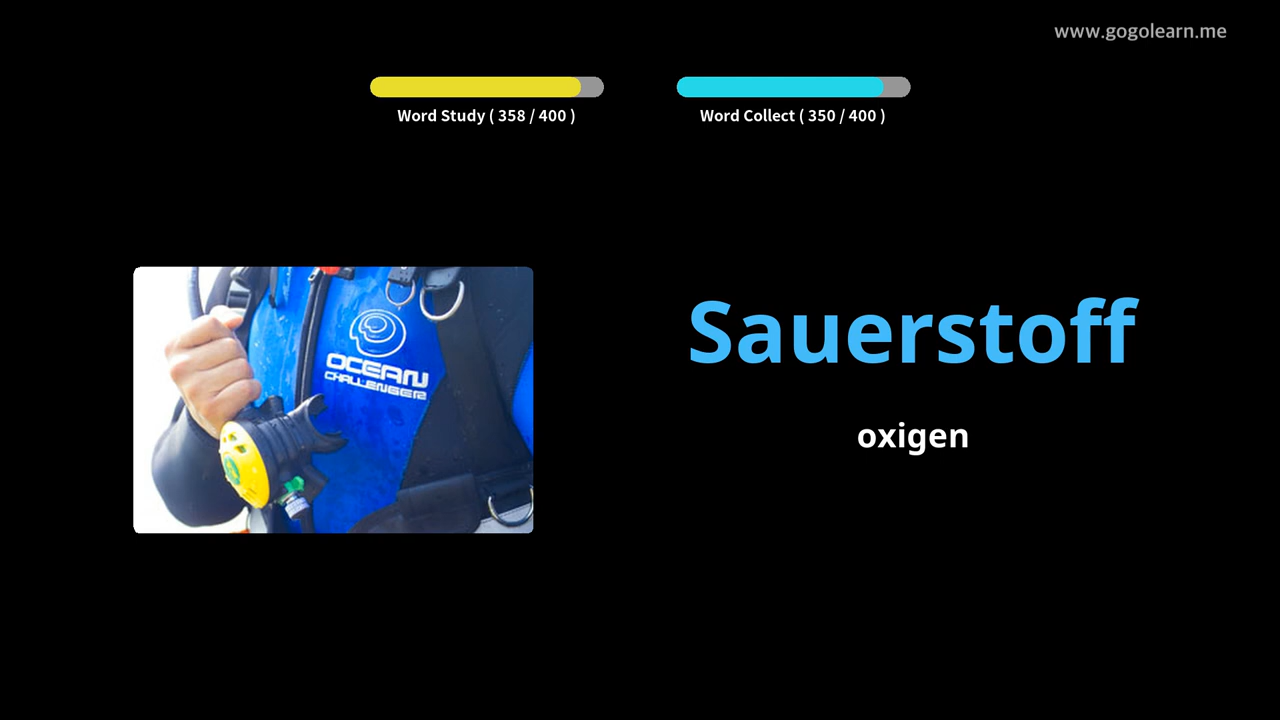 www.gogolearn.me
Word Study ( 358 / 400 )
Word Collect ( 350 / 400 )
OCEAN
CHALLENGER
Sauerstoff
oxigen